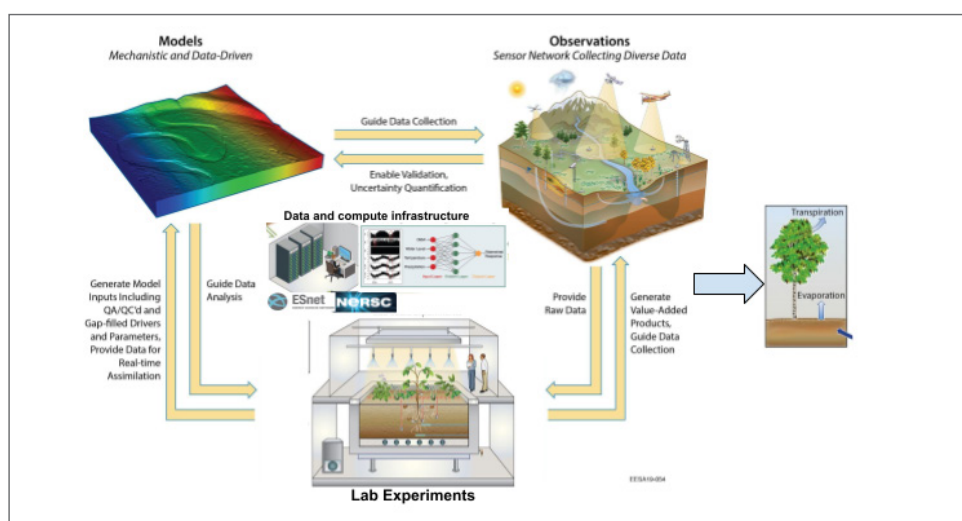 Models
Mechanistic and Data-Driven
Observations
Sensor Network Collecting Diverse Data
Guide Data Collection
Enable Validation,
Uncertainty Quantification
Data and compute infrastructure
ESnet
NERSC
Generate Model
Inputs Including
QA/QC'd and
Gap-filled Drivers
and Parameters,
Provide Data for
Real-time
Assimilation
Guide Data
Analysis
Provide
Raw Data
Generate
Value-Added
Products,
Guide Data
Collection
Transpiration
Evaporation
Lab Experiments
EESA19-054